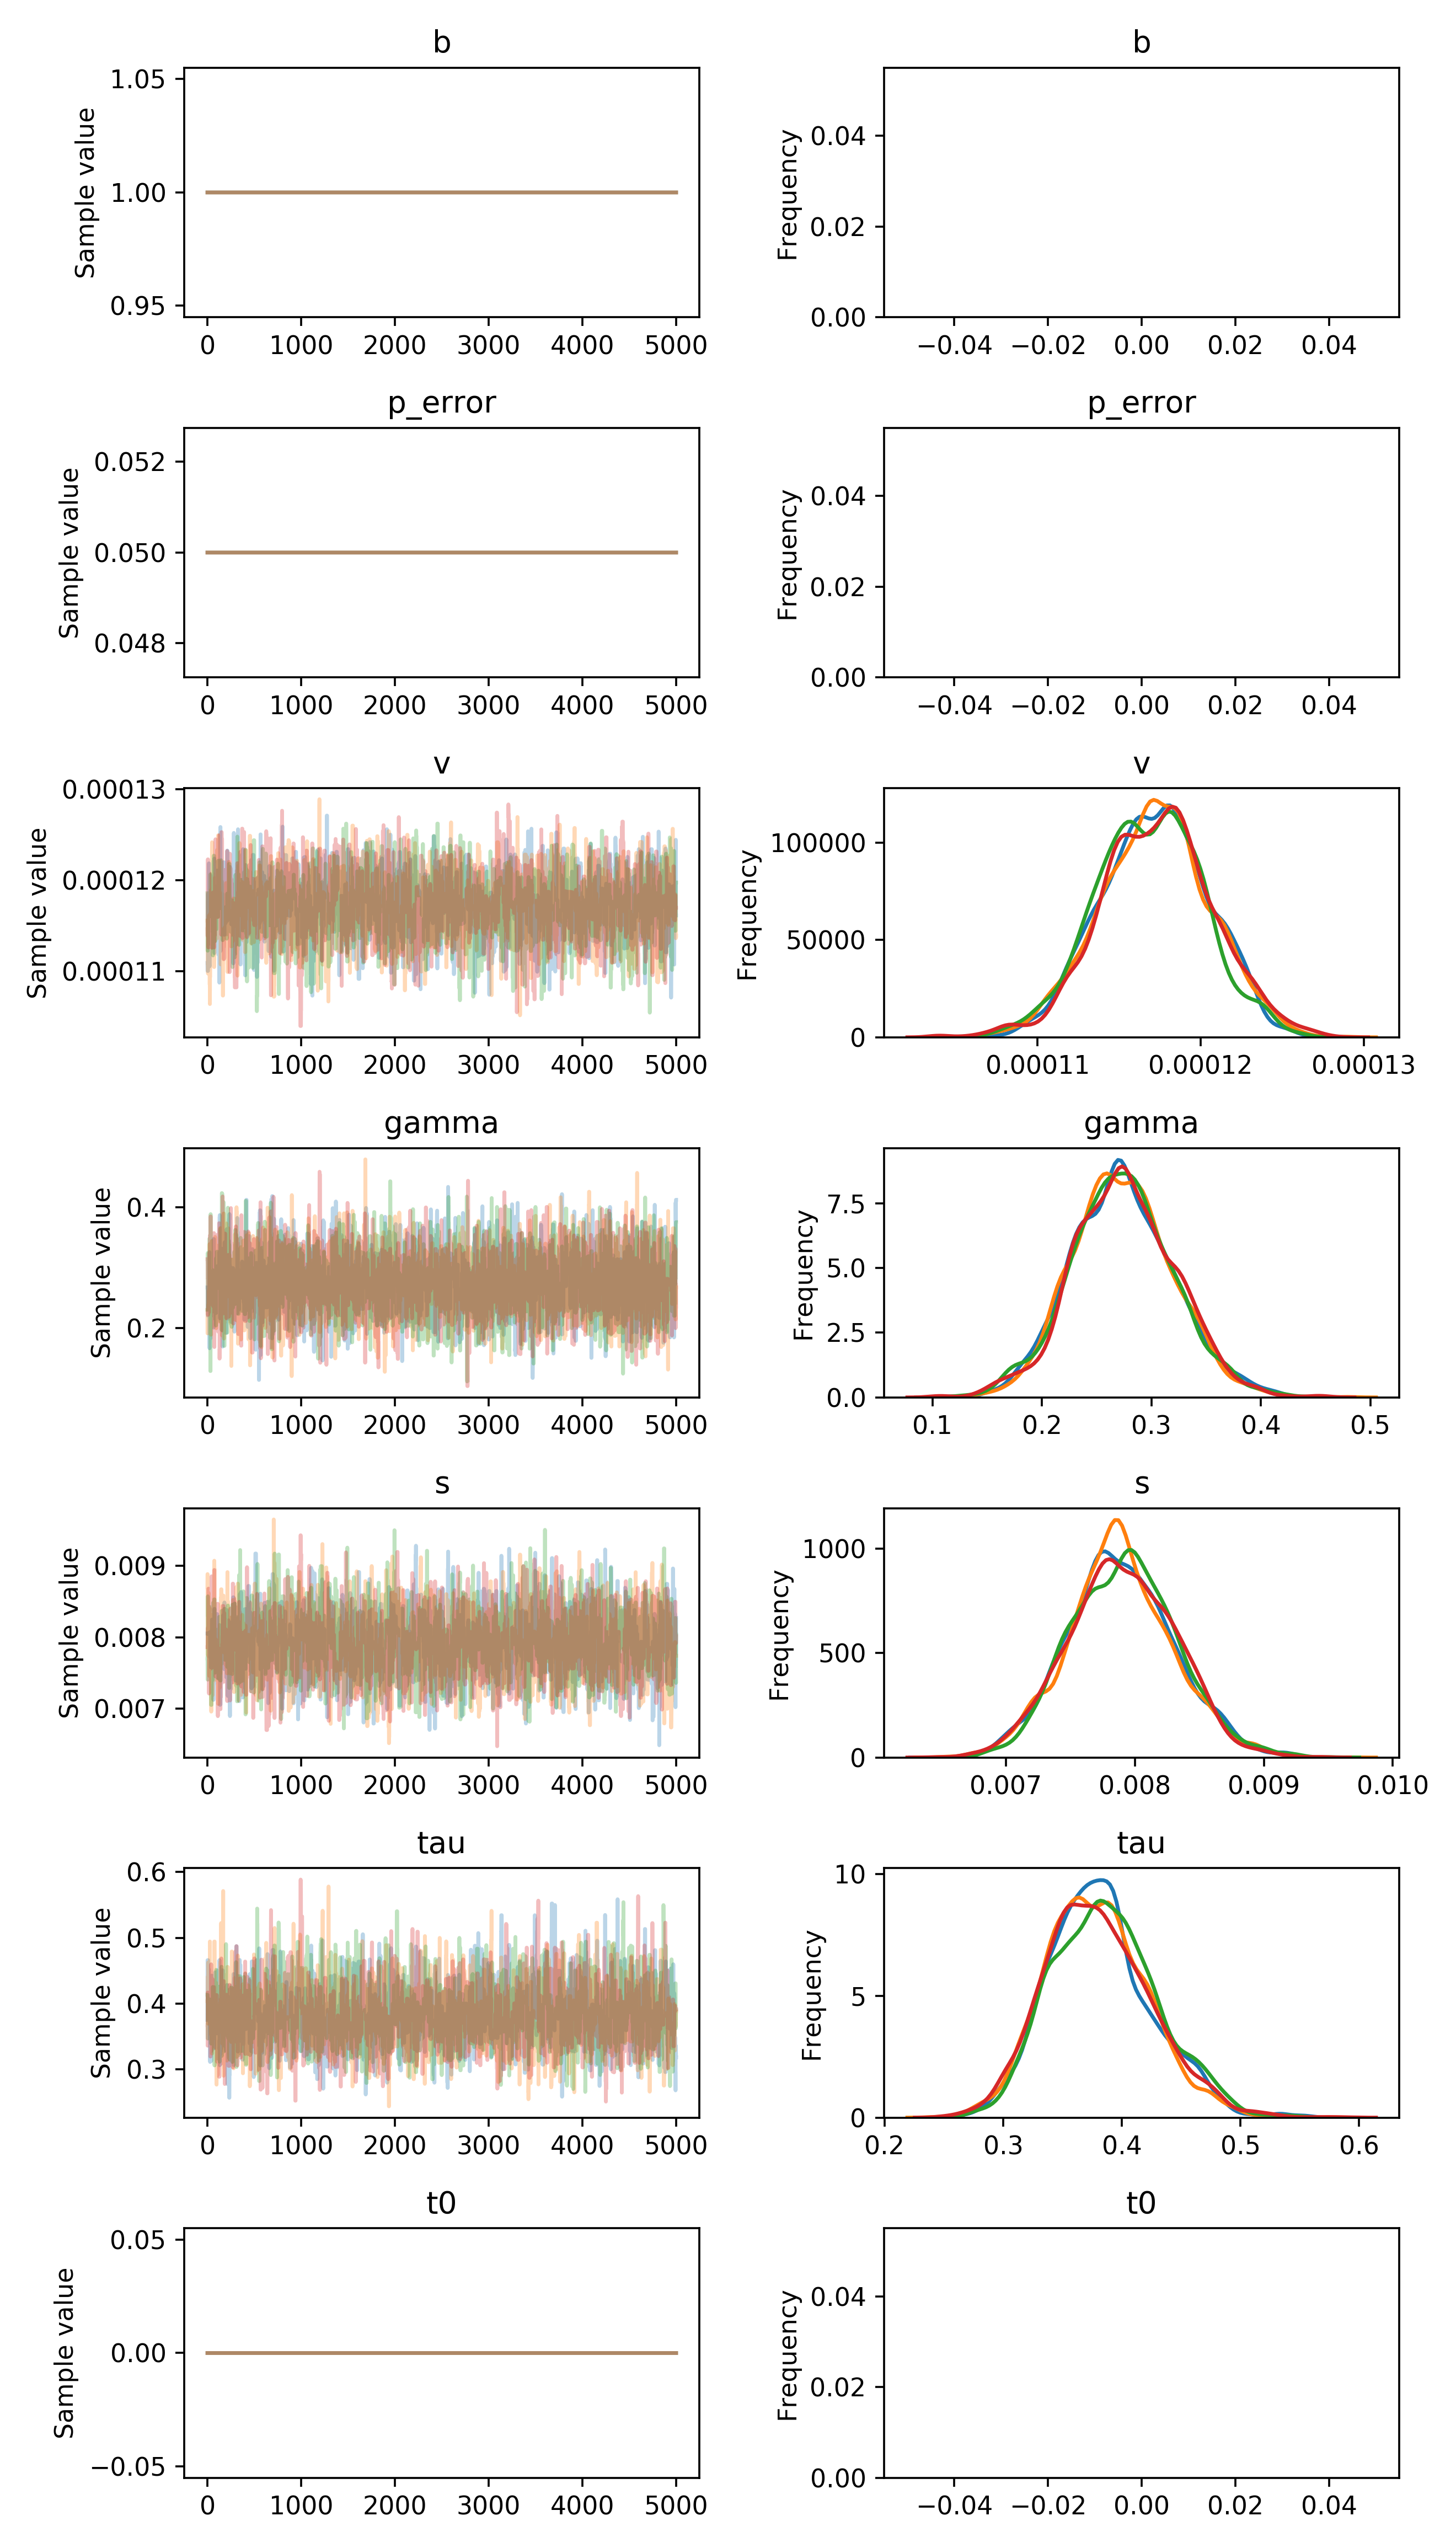 b
1.05
1.00
0.95
Sample value
0 1000 2000 3000 4000 5000
b
0.04
0.02
0.00
Frequency
−0.04 −0.02 0.00 0.02 0.04
p_error
0.052
0.050
0.048
Sample value
0 1000 2000 3000 4000 5000
p_error
0.04
0.02
0.00
Frequency
−0.04 −0.02 0.00 0.02 0.04
v
0.00013
0.00012
0.00011
Sample value
0 1000 2000 3000 4000 5000
v
100000
50000
0
Frequency
0.00011 0.00012 0.00013
gamma
0.4
0.2
Sample value
0 1000 2000 3000 4000 5000
gamma
7.5
5.0
2.5
0.0
Frequency
0.1 0.2 0.3 0.4 0.5
s
0.009
0.008
0.007
Sample value
0 1000 2000 3000 4000 5000
s
1000
500
0
Frequency
0.007 0.008 0.009 0.010
tau
0.6
0.5
0.4
0.3
Sample value
0 1000 2000 3000 4000 5000
tau
10
5
0
Frequency
0.2 0.3 0.4 0.5 0.6
t0
0.05
0.00
−0.05
Sample value
0 1000 2000 3000 4000 5000
t0
0.04
0.02
0.00
Frequency
−0.04 −0.02 0.00 0.02 0.04